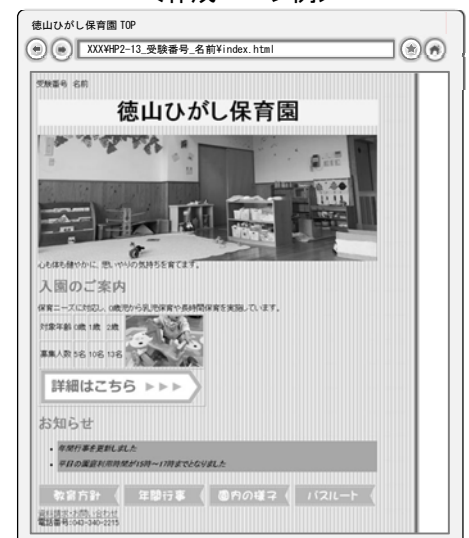 徳山ひがし保育園 TOP
XXX¥HP2-13_受験番号_名前¥index.html
受験番号 名前
徳山ひがし保育園
心も体も健やかに、思いやりの気持ちを育てます。
入園のご案内
保育ニーズに対応し、0歳児から乳児保育や長時間保育を実施しています。
対象年齢 0歳 1歳 2歳
募集人数 5名 10名 13名
詳細はこちら ▶▶▶
お知らせ
・年間行事を更新しました
・平日の園庭利用時間が15時〜17時までとなりました
教育方針 年間行事 園内の様子 バスルート
資料請求・お問い合わせ
電話番号:043-340-2215